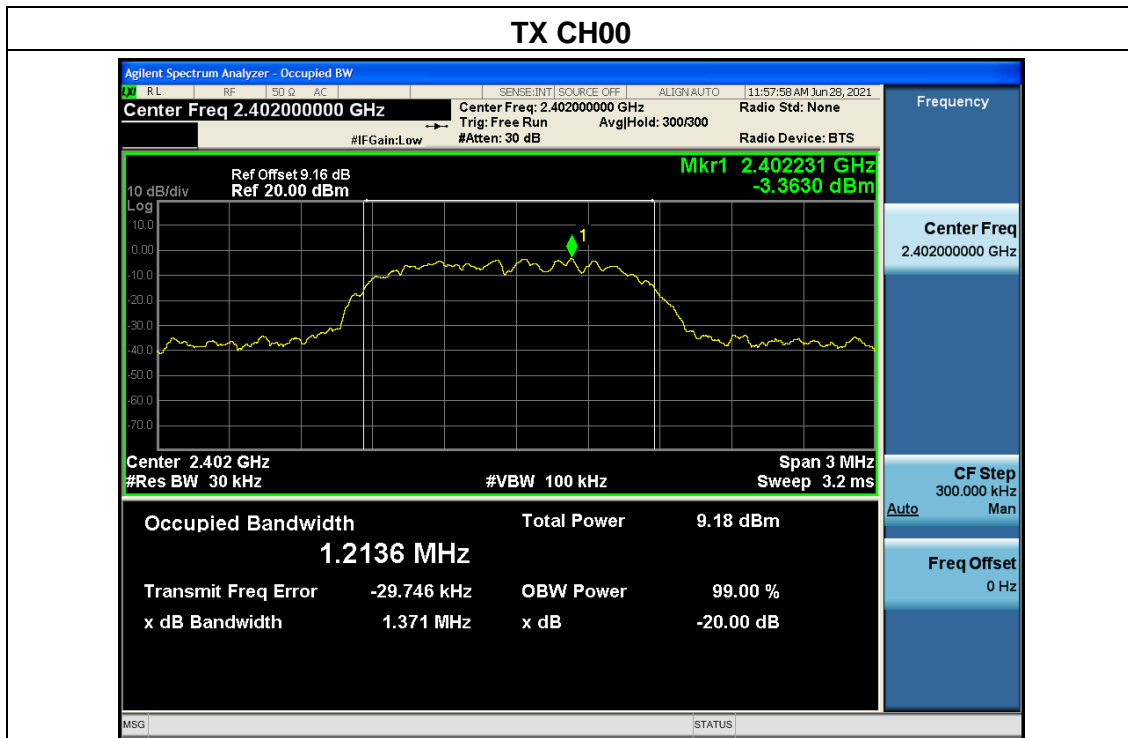 TX CH00
Agilent Spectrum Analyzer - Occupied BW
LXI RL RF 50 Ω AC SENSE:INT SOURCE OFF ALIGN AUTO 11:57:58 AM Jun 28, 2021
Center Freq 2.402000000 GHz
Center Freq: 2.402000000 GHz
Radio Std: None
Trig: Free Run Avg|Hold: 300/300
#IFGain:Low #Atten: 30 dB Radio Device: BTS
Frequency
Mkr1 2.402231 GHz
-3.3630 dBm
Ref Offset 9.16 dB
10 dB/div Ref 20.00 dBm
Log
10.0
0.00
-10.0
-20.0
-30.0
-40.0
-50.0
-60.0
-70.0
1
Center 2.402 GHz Span 3 MHz
#Res BW 30 kHz #VBW 100 kHz Sweep 3.2 ms
Center Freq
2.402000000 GHz
CF Step
300.000 kHz
Auto Man
Freq Offset
0 Hz
Occupied Bandwidth Total Power 9.18 dBm
1.2136 MHz
Transmit Freq Error -29.746 kHz OBW Power 99.00 %
x dB Bandwidth 1.371 MHz x dB -20.00 dB
MSG STATUS